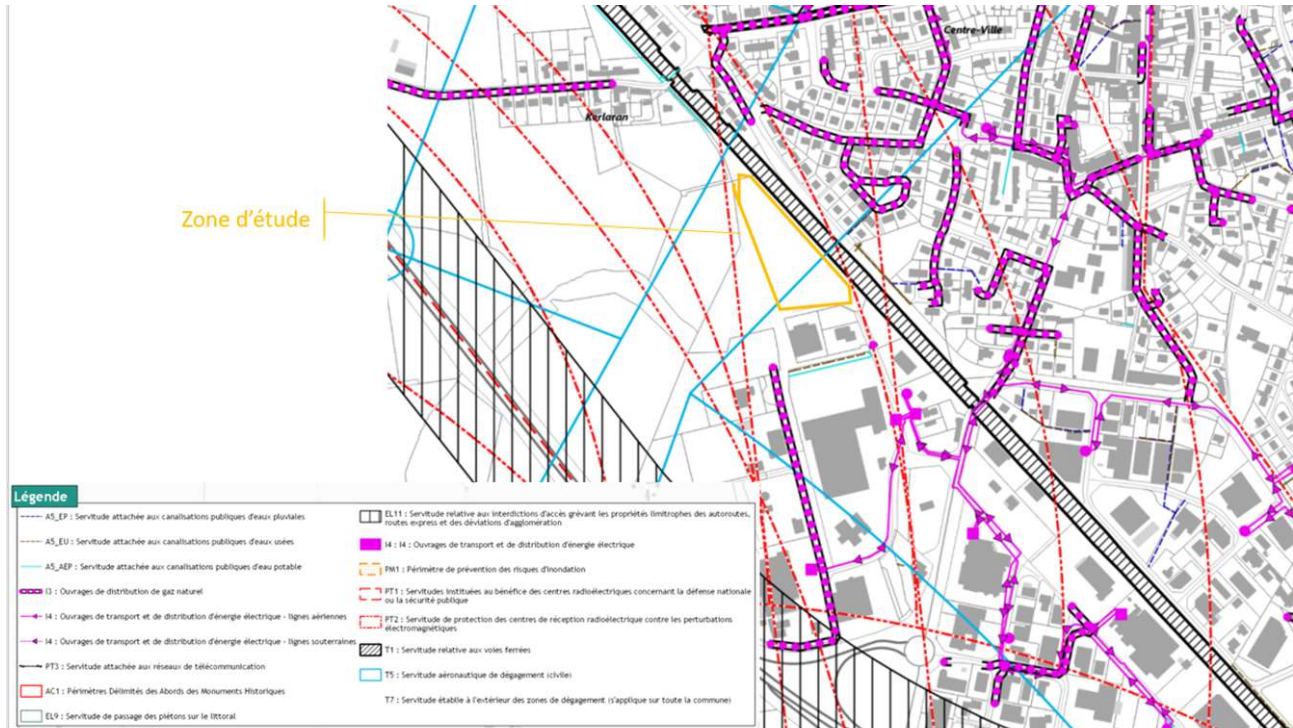 Centre-Ville
Kerlaran
Zone d'étude
Légende
A5_EP : Servitude attachée aux canalisations publiques d'eaux pluviales
A5_EU : Servitude attachée aux canalisations publiques d'eaux usées
A5_AEP : Servitude attachée aux canalisations publiques d'eau potable
I3 : Ouvrages de distribution de gaz naturel
I4 : Ouvrages de transport et de distribution d'énergie électrique - lignes aériennes
I4 : Ouvrages de transport et de distribution d'énergie électrique - lignes souterraines
PT3 : Servitude attachée aux réseaux de télécommunication
AC1 : Périmètres Délimités des Abords des Monuments Historiques
EL9 : Servitude de passage des piétons sur le littoral
EL11 : Servitude relative aux interdictions d'accès grévant les propriétés limitrophes des autoroutes,
routes express et des déviations d'agglomération
I4 : I4 : Ouvrages de transport et de distribution d'énergie électrique
PM1 : Périmètre de prévention des risques d'inondation
PT1 : Servitudes instituées au bénéfice des centres radioélectriques concernant la défense nationale
ou la sécurité publique
PT2 : Servitude de protection des centres de réception radioélectrique contre les perturbations
électromagnétiques
T1 : Servitude relative aux voies ferrées
T5 : Servitude aéronautique de dégagement (civile)
T7 : Servitude établie à l'extérieur des zones de dégagement (s'applique sur toute la commune)